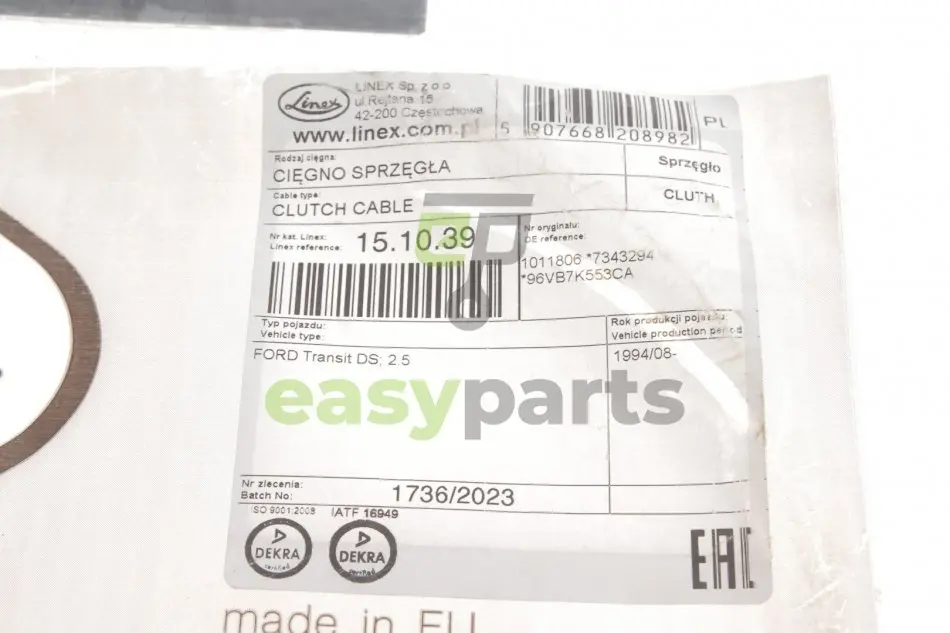 Linex
LINEX Sp. z o.o
ul. Rejtana 15
42-200 Częstochowa
www.linex.com.pl
5 907668 208982
PL
Rodzaj cięgna:
CIĘGNO SPRZĘGŁA
Sprzęgło
Cable type:
CLUTCH CABLE
CLUTH
Nr kat. Linex:
Linex reference:
15.10.39
Nr oryginału:
OE reference:
1011806 *7343294
*96VB7K553CA
Typ pojazdu:
Vehicle type:
Rok produkcji pojazdu:
Vehicle production period
FORD Transit DS; 2.5
1994/08-
easyparts
Nr zlecenia:
Batch No:
1736/2023
ISO 9001:2008
IATF 16949
DEKRA
certified
DEKRA
certified
EAC
made in EU